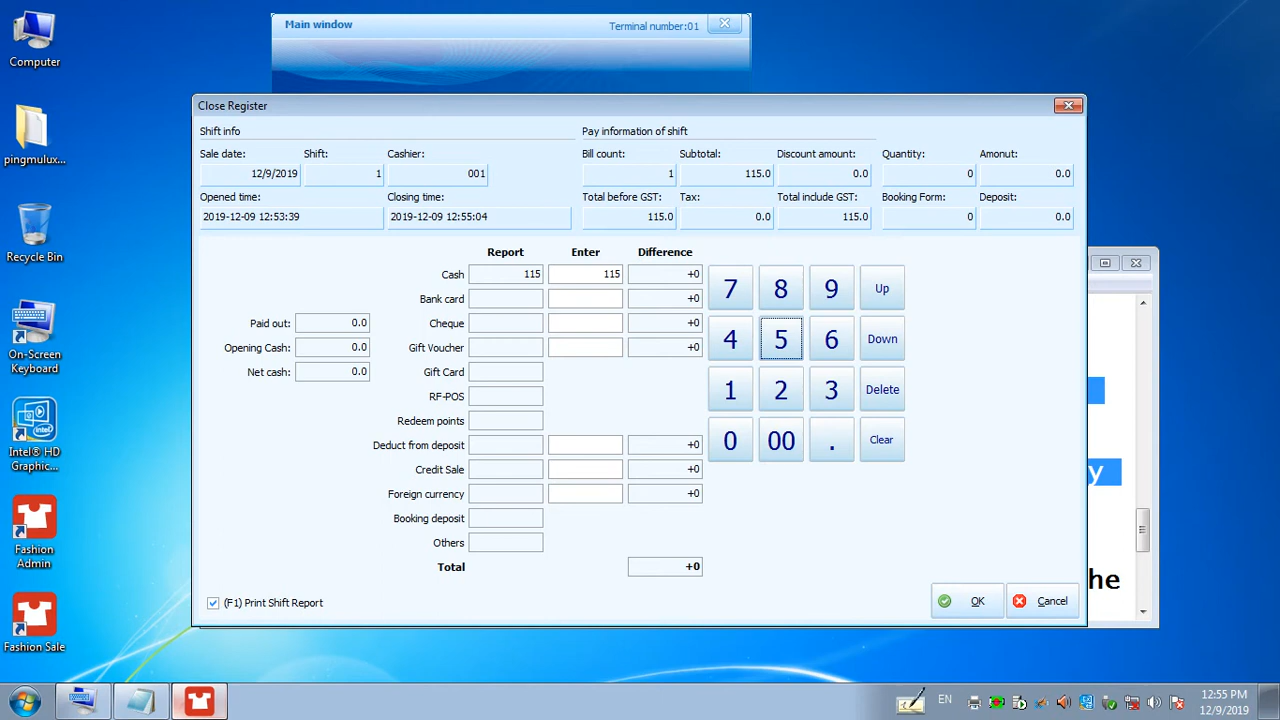 Computer
pingmulux...
Recycle Bin
On-Screen
Keyboard
Intel® HD
Graphic...
Fashion
Admin
Fashion Sale
Main window
Terminal number:01
Close Register
Shift info
Pay information of shift
Sale date: Shift: Cashier: Bill count: Subtotal: Discount amount: Quantity: Amonut:
12/9/2019 1 001 1 115.0 0.0 0 0.0
Opened time: Closing time: Total before GST: Tax: Total include GST: Booking Form: Deposit:
2019-12-09 12:53:39 2019-12-09 12:55:04 115.0 0.0 115.0 0 0.0
Report Enter Difference
Cash 115 115 +0
Bank card +0
Paid out: 0.0 Cheque +0
Opening Cash: 0.0 Gift Voucher +0
Net cash: 0.0 Gift Card
RF-POS
Redeem points
Deduct from deposit +0
Credit Sale +0
Foreign currency +0
Booking deposit
Others
Total +0
7 8 9 Up
4 5 6 Down
1 2 3 Delete
0 00 . Clear
(F1) Print Shift Report
OK Cancel
y
he
EN
12:55 PM
12/9/2019